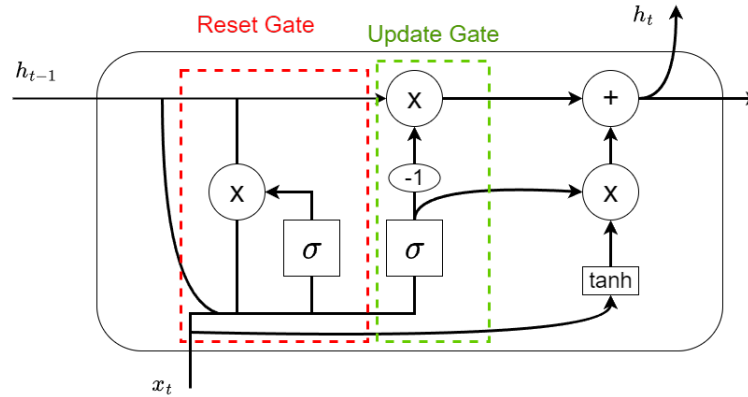 Reset Gate
Update Gate
h_t
h_{t-1}
x
+
-1
x
x
σ
σ
tanh
x_t